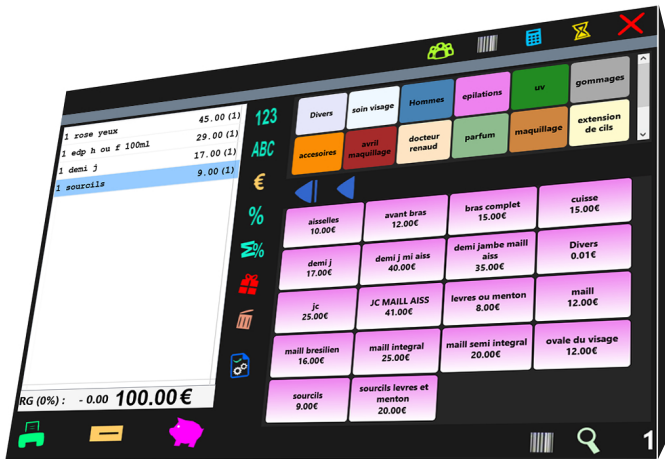 1 rose yeux 45.00 (1)
1 edp h ou f 100ml 29.00 (1)
1 demi j 17.00 (1)
1 sourcils 9.00 (1)
RG (0%) : - 0.00 100.00€
123
ABC
€
%
Σ%
Divers
soin visage
Hommes
epilations
uv
gommages
accesoires
avril
maquillage
docteur
renaud
parfum
maquillage
extension
de cils
aisselles
10.00€
avant bras
12.00€
bras complet
15.00€
cuisse
15.00€
demi j
17.00€
demi j mi aiss
40.00€
demi jambe maill
aiss
35.00€
Divers
0.01€
jc
25.00€
JC MAILL AISS
41.00€
levres ou menton
8.00€
maill
12.00€
maill bresilien
16.00€
maill integral
25.00€
maill semi integral
20.00€
ovale du visage
12.00€
sourcils
9.00€
sourcils levres et
menton
20.00€
1